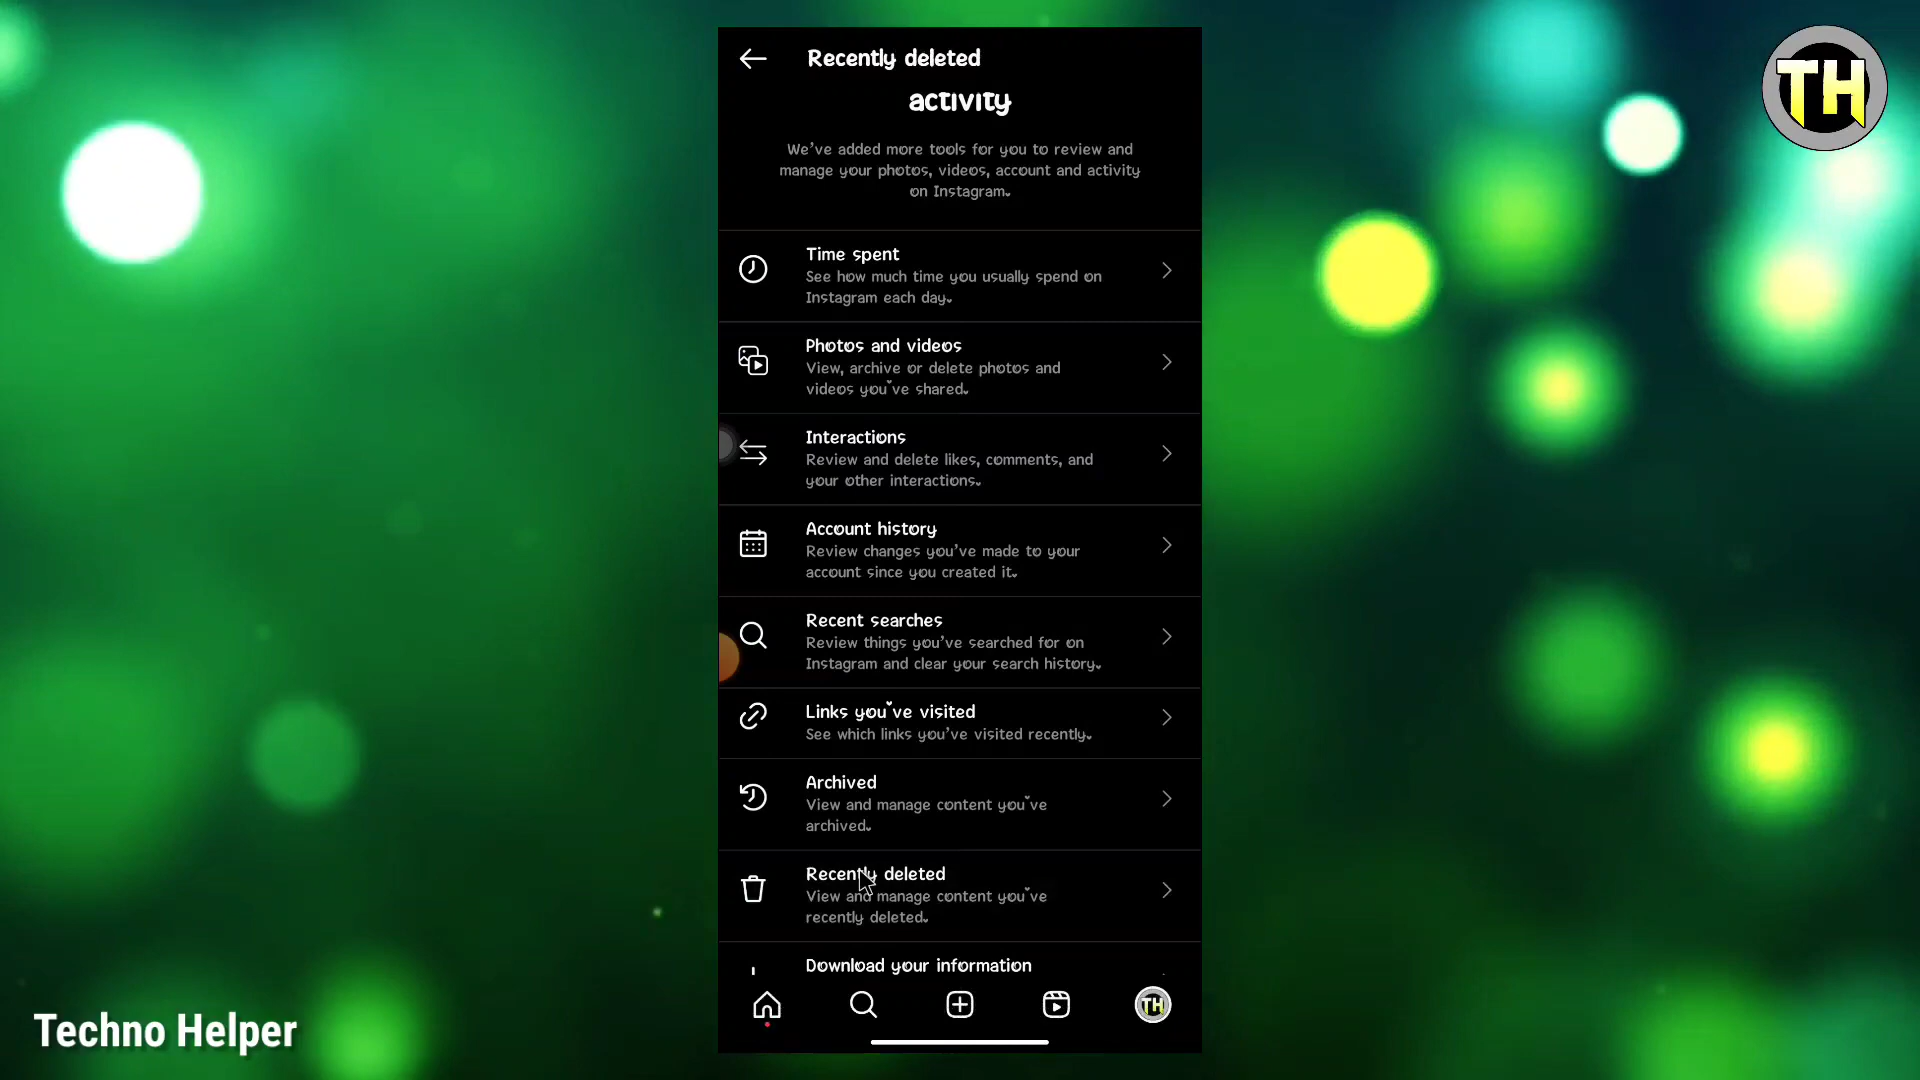 TH
Recently deleted
activity
We've added more tools for you to review and
manage your photos, videos, account and activity
on Instagram.
Time spent
See how much time you usually spend on
Instagram each day.
Photos and videos
View, archive or delete photos and
videos you've shared.
Interactions
Review and delete likes, comments, and
your other interactions.
Account history
Review changes you've made to your
account since you created it.
Recent searches
Review things you've searched for on
Instagram and clear your search history.
Links you've visited
See which links you've visited recently.
Archived
View and manage content you've
archived.
Recently deleted
View and manage content you've
recently deleted.
Download your information
TH
Techno Helper